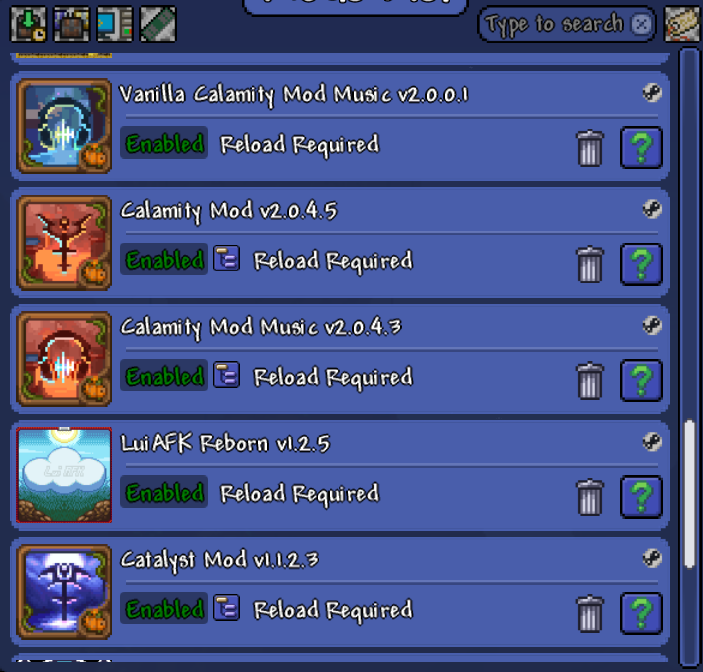 Type to search
Vanilla Calamity Mod Music v2.0.0.1
Enabled Reload Required
Calamity Mod v2.0.4.5
Enabled Reload Required
Calamity Mod Music v2.0.4.3
Enabled Reload Required
LuiAFK Reborn v1.2.5
Lui AFK
Enabled Reload Required
Catalyst Mod v1.1.2.3
Enabled Reload Required